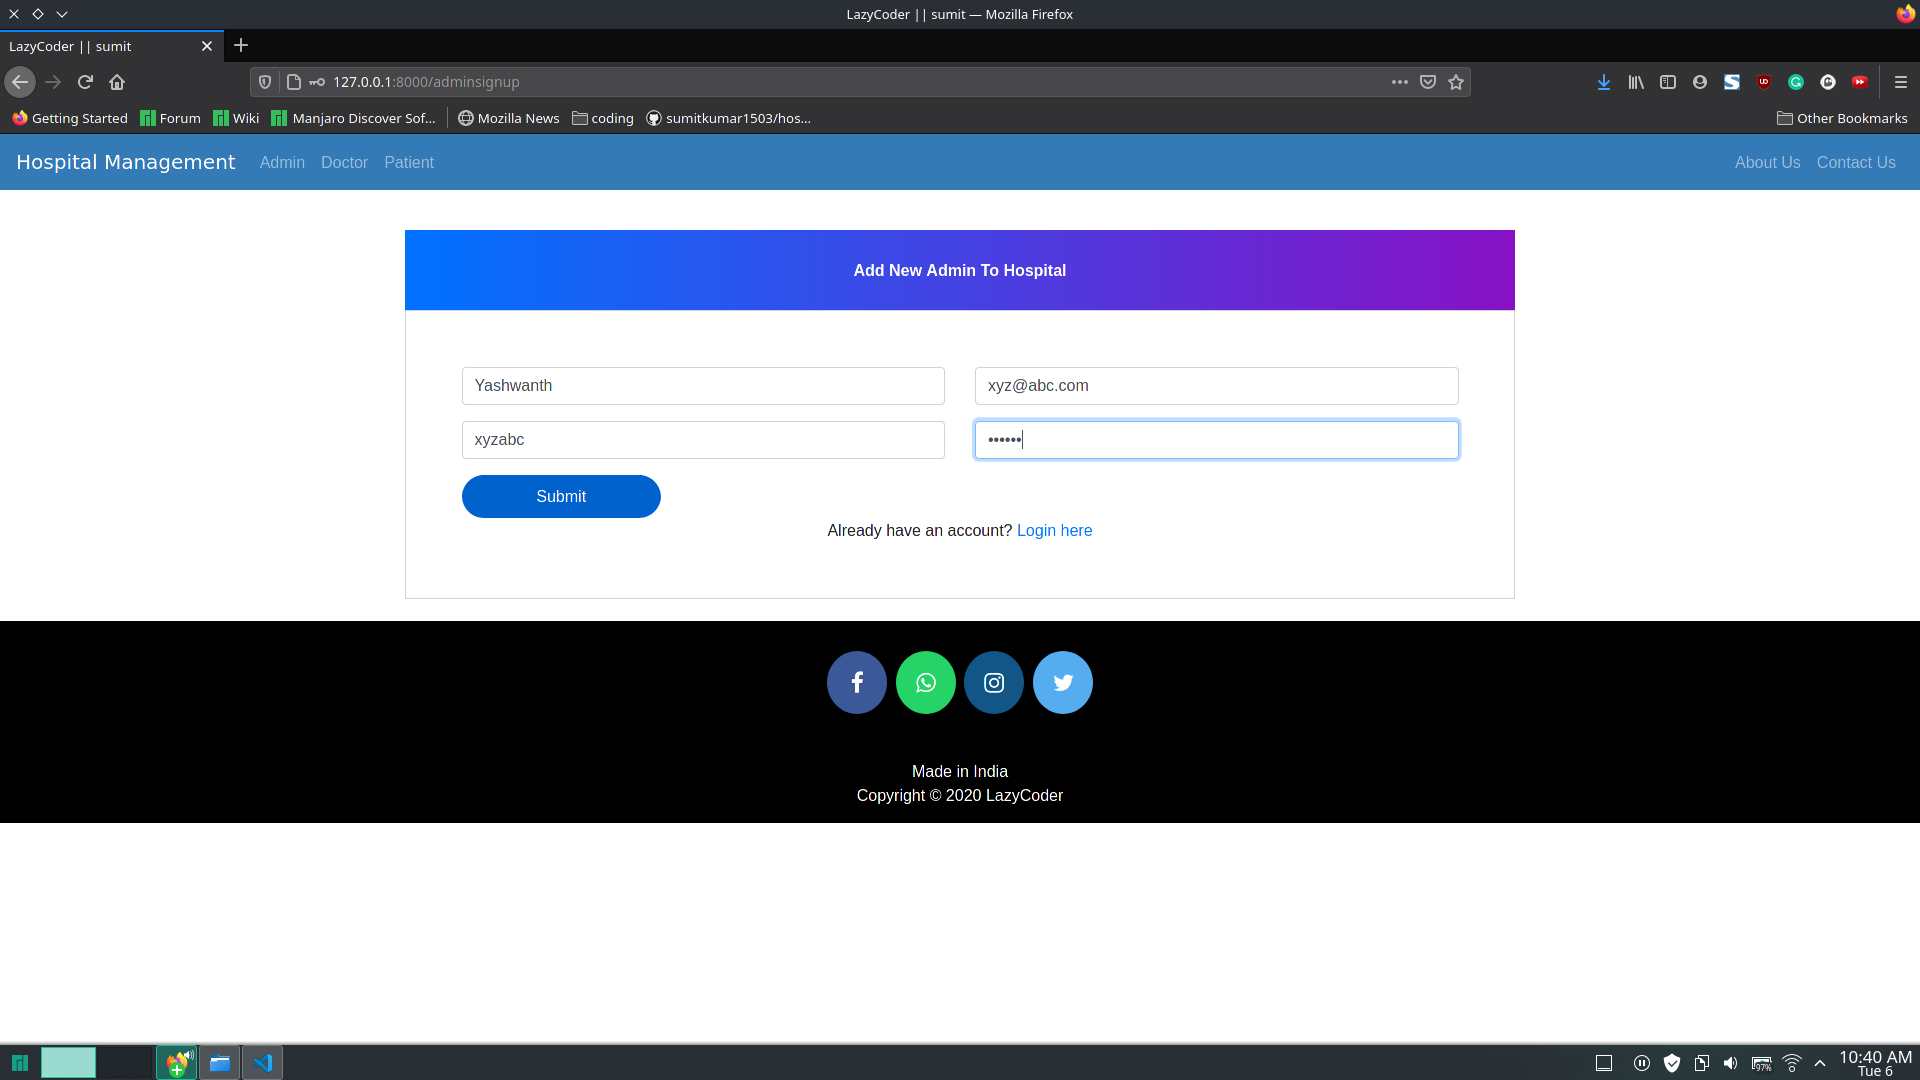 LazyCoder || sumit — Mozilla Firefox
LazyCoder || sumit
127.0.0.1:8000/adminsignup
Getting Started Forum Wiki Manjaro Discover Sof... Mozilla News coding sumitkumar1503/hos... Other Bookmarks
Hospital Management Admin Doctor Patient About Us Contact Us
Add New Admin To Hospital
Yashwanth xyz@abc.com
xyzabc ••••••
Submit
Already have an account? Login here
Made in India
Copyright © 2020 LazyCoder
97%
10:40 AM
Tue 6